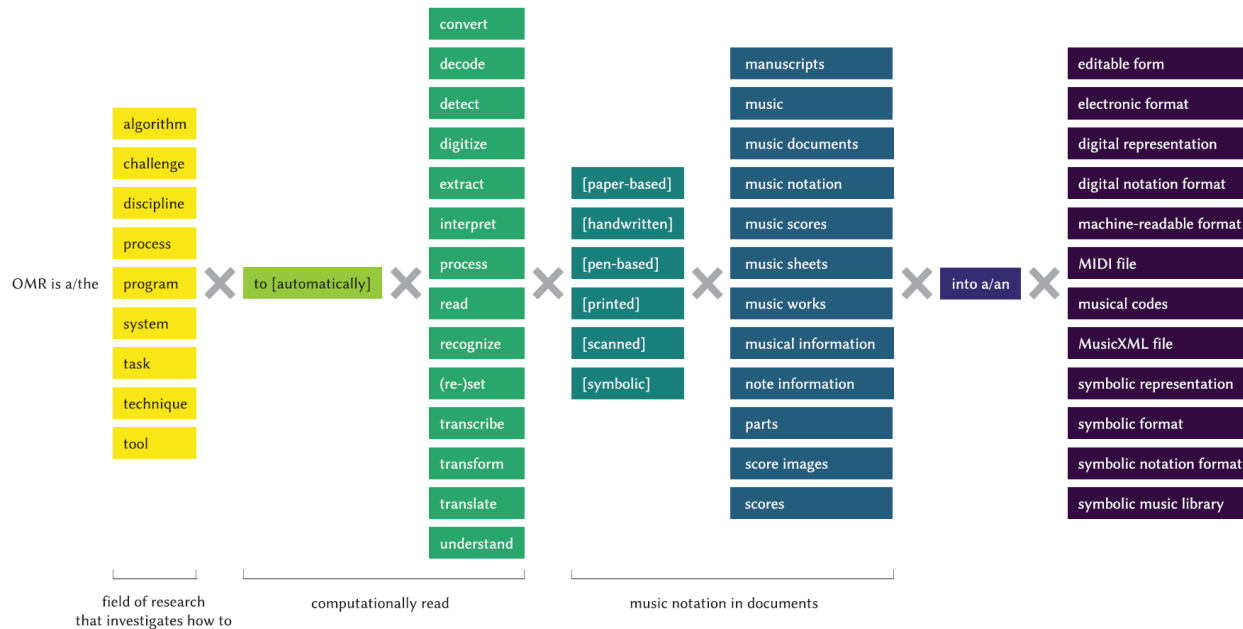 OMR is a/the
algorithm
challenge
discipline
process
program
system
task
technique
tool
to [automatically]
convert
decode
detect
digitize
extract
interpret
process
read
recognize
(re-)set
transcribe
transform
translate
understand
[paper-based]
[handwritten]
[pen-based]
[printed]
[scanned]
[symbolic]
manuscripts
music
music documents
music notation
music scores
music sheets
music works
musical information
note information
parts
score images
scores
into a/an
editable form
electronic format
digital representation
digital notation format
machine-readable format
MIDI file
musical codes
MusicXML file
symbolic representation
symbolic format
symbolic notation format
symbolic music library
field of research
that investigates how to
computationally read
music notation in documents